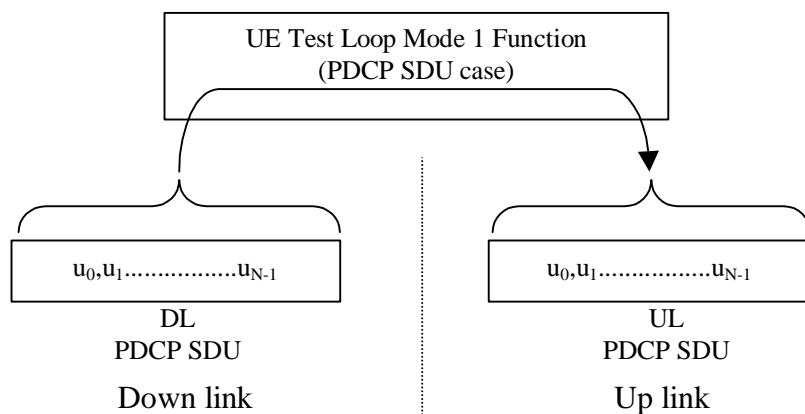 UE Test Loop Mode 1 Function
(PDCP SDU case)
u0,u1..................uN-1
u0,u1..................uN-1
DL
PDCP SDU
UL
PDCP SDU
Down link
Up link